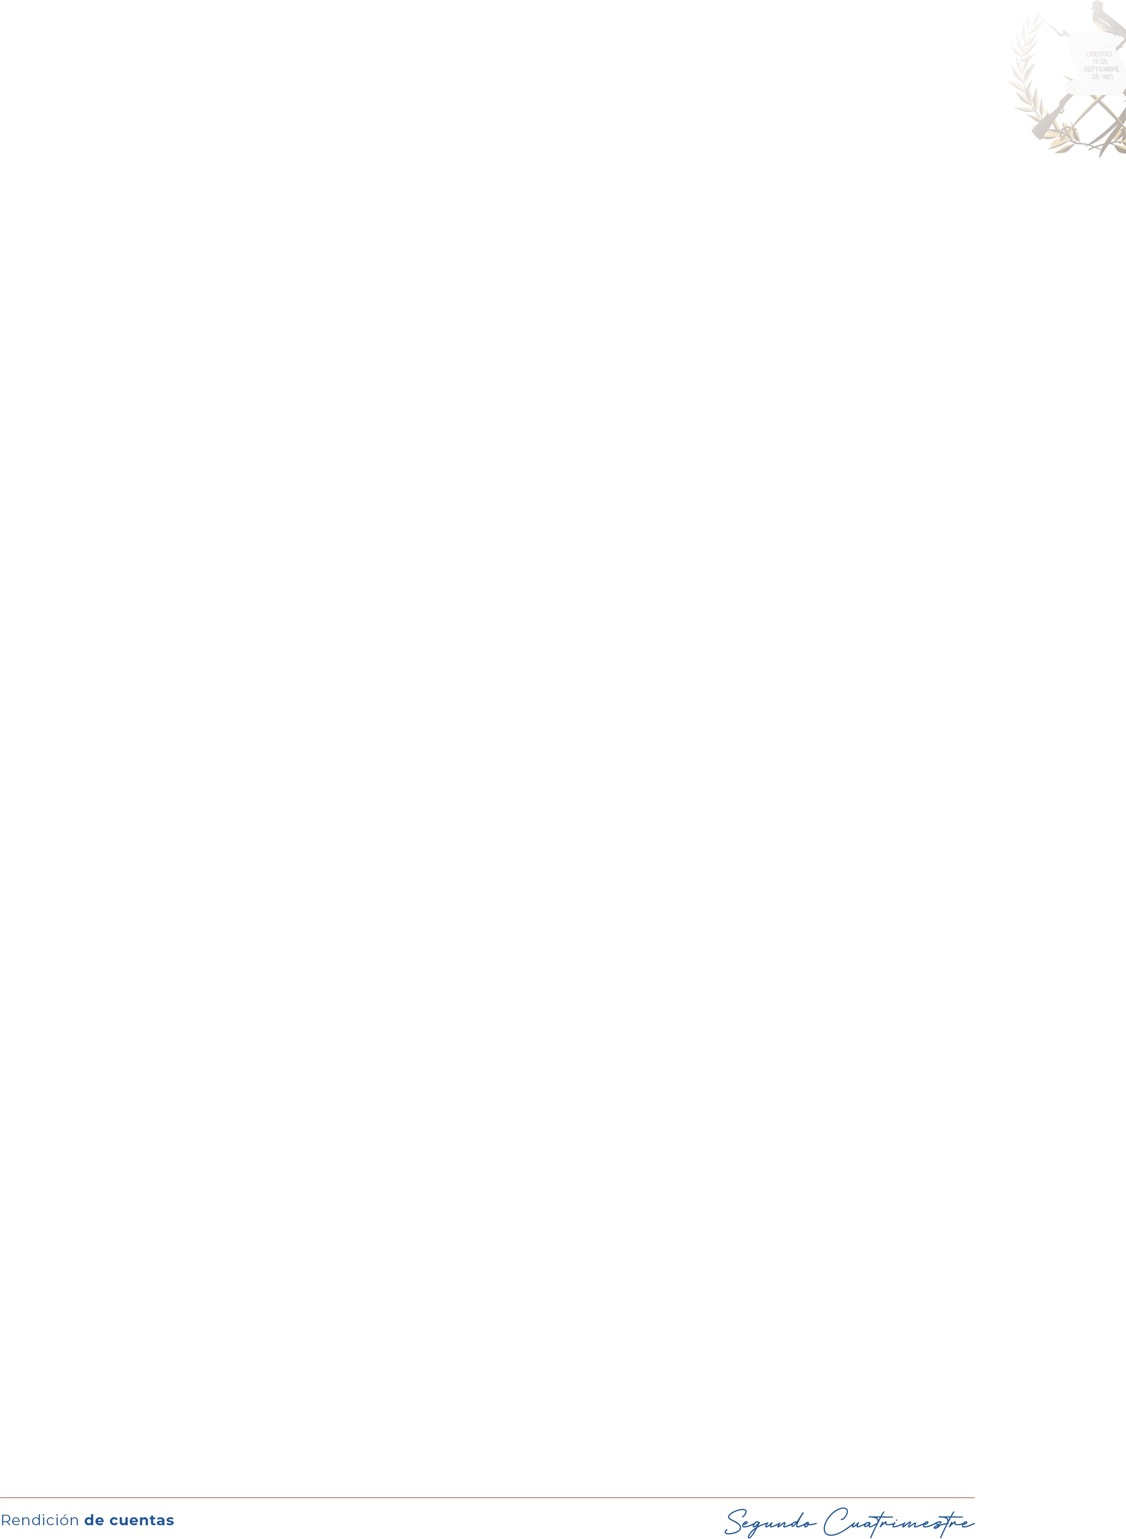 LIBERTAD
15 DE
SEPTIEMBRE
DE 1821
Rendición de cuentas
Segundo Cuatrimestre